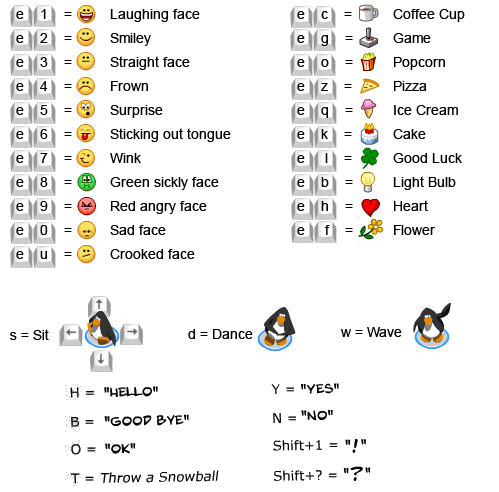 e 1 = Laughing face
e 2 = Smiley
e 3 = Straight face
e 4 = Frown
e 5 = Surprise
e 6 = Sticking out tongue
e 7 = Wink
e 8 = Green sickly face
e 9 = Red angry face
e 0 = Sad face
e u = Crooked face
e c = Coffee Cup
e g = Game
e o = Popcorn
e z = Pizza
e q = Ice Cream
e k = Cake
e l = Good Luck
e b = Light Bulb
e h = Heart
e f = Flower
s = Sit ← ↑ → ↓
d = Dance
w = Wave
H = "HELLO"
B = "GOOD BYE"
O = "OK"
T = Throw a Snowball
Y = "YES"
N = "NO"
Shift+1 = "!"
Shift+? = "?"